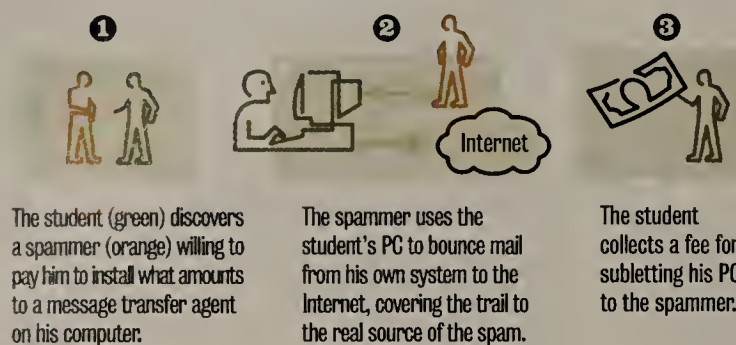 ❶
❷
❸
Internet
The student (green) discovers
a spammer (orange) willing to
pay him to install what amounts
to a message transfer agent
on his computer.
The spammer uses the
student's PC to bounce mail
from his own system to the
Internet, covering the trail to
the real source of the spam.
The student
collects a fee for
subletting his PC
to the spammer.